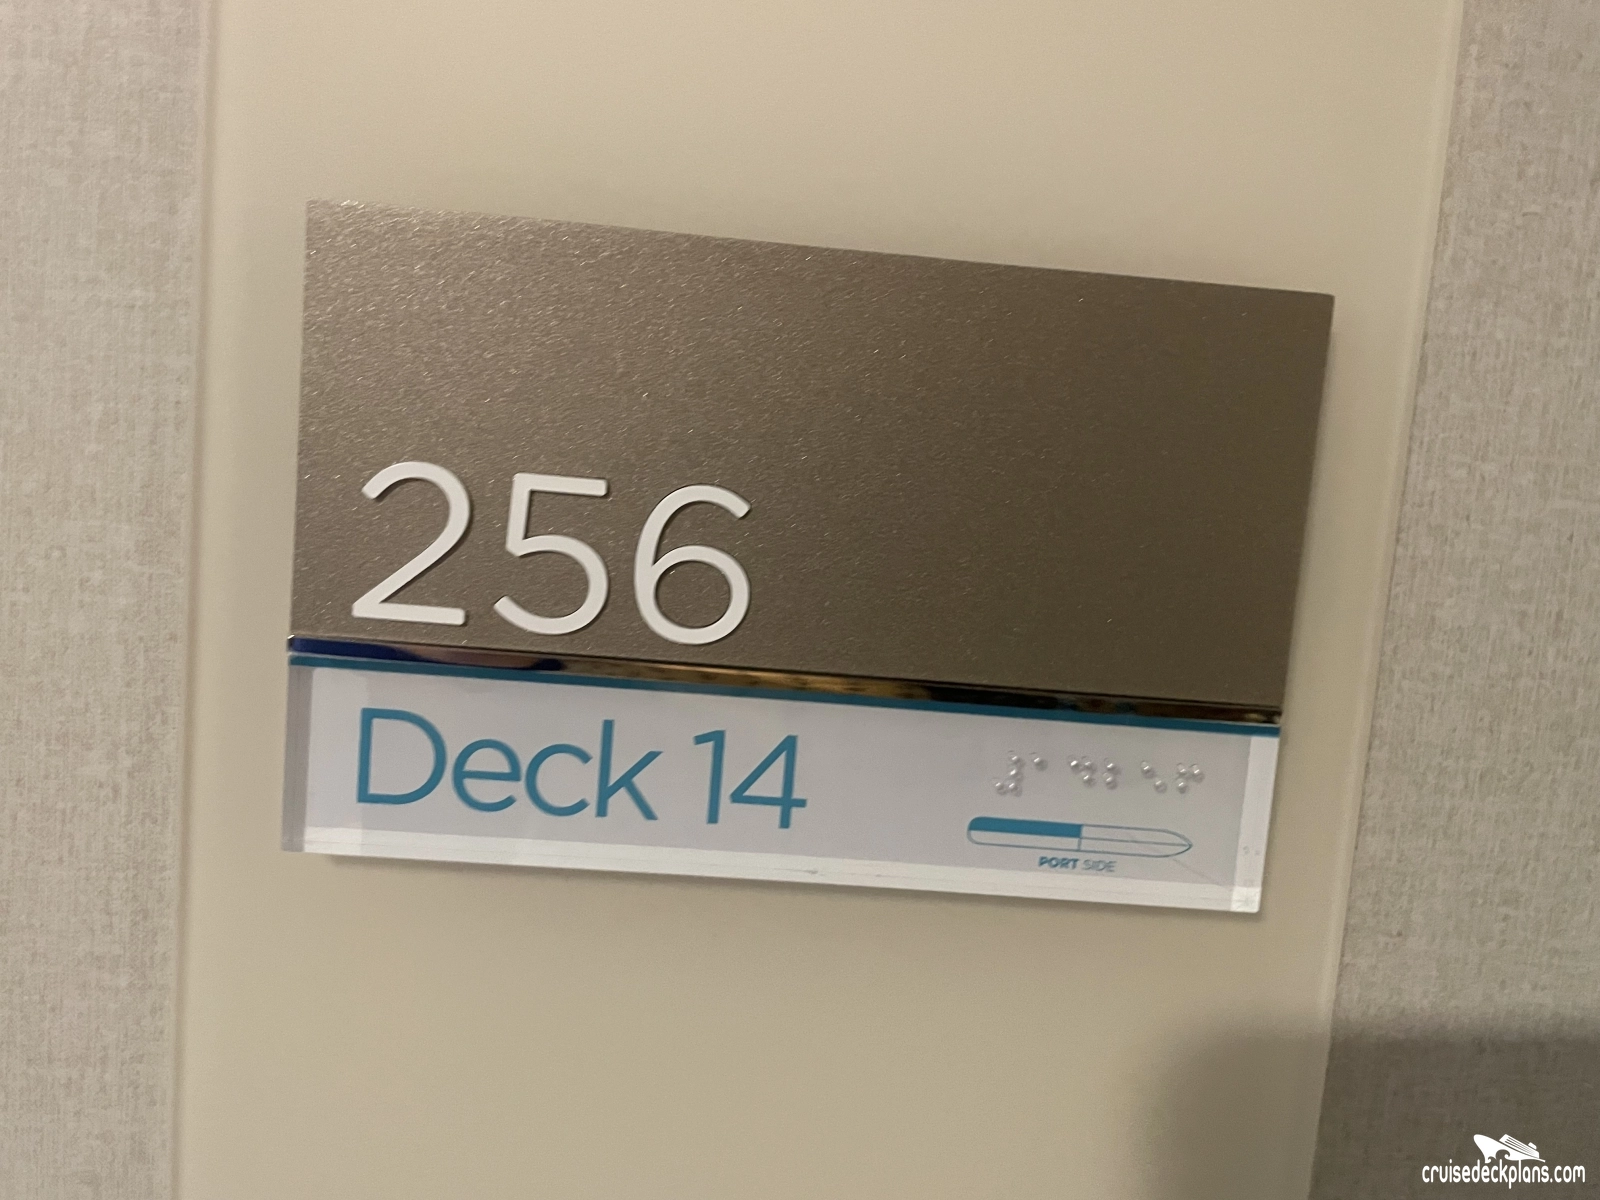 256
Deck 14
PORT SIDE
cruisedeckplans.com